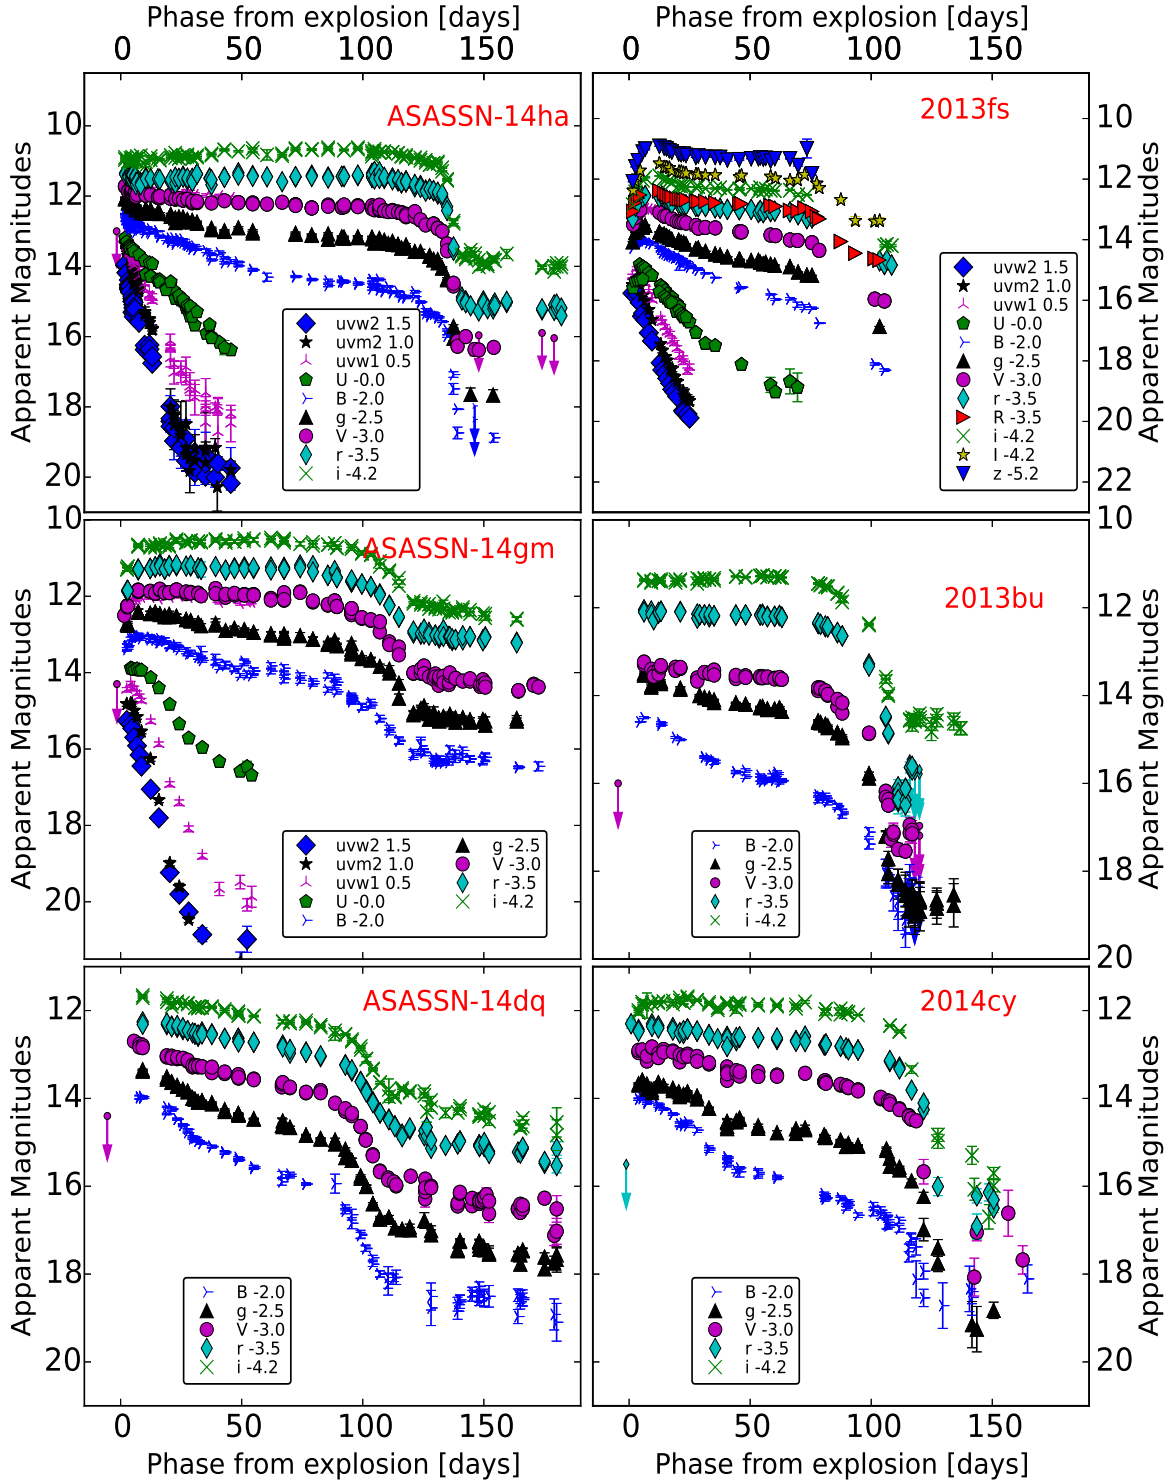 Phase from explosion [days]
Phase from explosion [days]
0 50 100 150
0 50 100 150
Apparent Magnitudes
10
12
14
16
18
20
ASASSN-14ha
uvw2 1.5
uvm2 1.0
uvw1 0.5
U -0.0
B -2.0
g -2.5
V -3.0
r -3.5
i -4.2
2013fs
10
12
14
16
18
20
22
Apparent Magnitudes
uvw2 1.5
uvm2 1.0
uvw1 0.5
U -0.0
B -2.0
g -2.5
V -3.0
r -3.5
R -3.5
i -4.2
I -4.2
z -5.2
Apparent Magnitudes
10
12
14
16
18
20
ASASSN-14gm
uvw2 1.5
uvm2 1.0
uvw1 0.5
U -0.0
B -2.0
g -2.5
V -3.0
r -3.5
i -4.2
2013bu
10
12
14
16
18
20
Apparent Magnitudes
B -2.0
g -2.5
V -3.0
r -3.5
i -4.2
Apparent Magnitudes
12
14
16
18
20
ASASSN-14dq
B -2.0
g -2.5
V -3.0
r -3.5
i -4.2
2014cy
12
14
16
18
20
Apparent Magnitudes
B -2.0
g -2.5
V -3.0
r -3.5
i -4.2
0 50 100 150
0 50 100 150
Phase from explosion [days]
Phase from explosion [days]